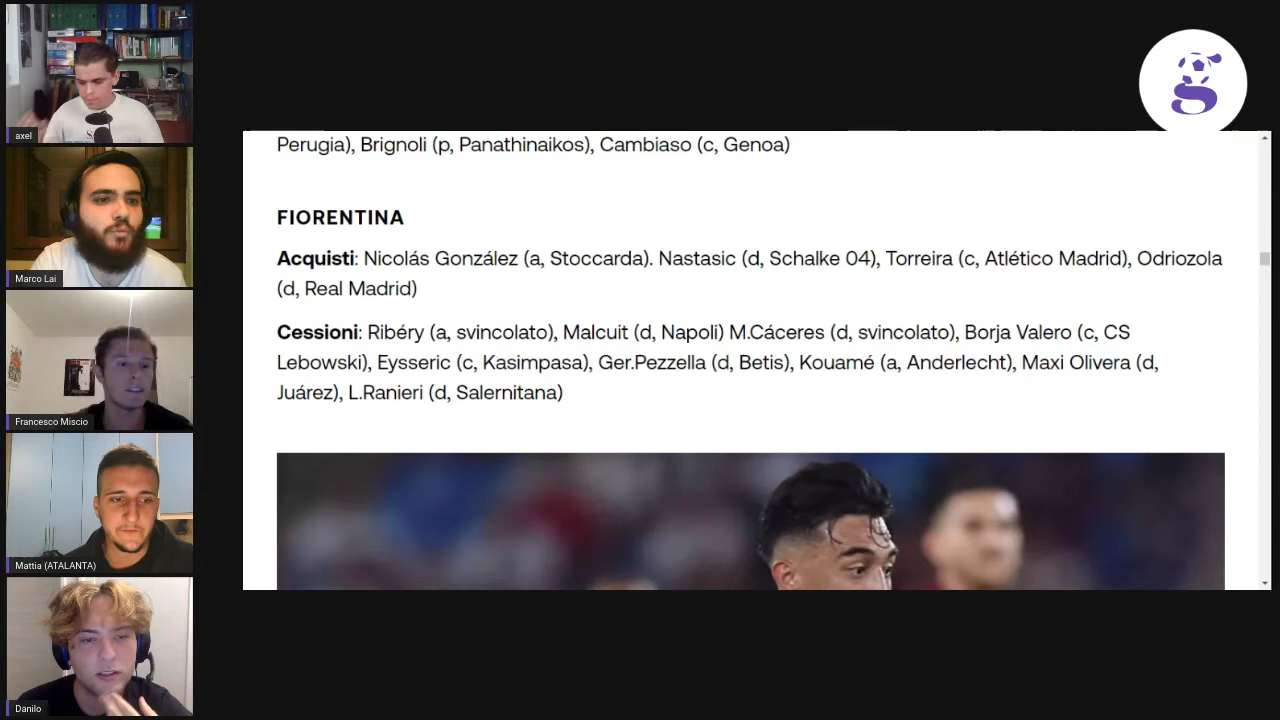 axel
Marco Lai
Francesco Miscio
Mattia (ATALANTA)
Danilo
g
Perugia), Brignoli (p, Panathinaikos), Cambiaso (c, Genoa)
FIORENTINA
Acquisti: Nicolás González (a, Stoccarda). Nastasic (d, Schalke 04), Torreira (c, Atlético Madrid), Odriozola
(d, Real Madrid)
Cessioni: Ribéry (a, svincolato), Malcuit (d, Napoli) M.Cáceres (d, svincolato), Borja Valero (c, CS
Lebowski), Eysseric (c, Kasimpasa), Ger.Pezzella (d, Betis), Kouamé (a, Anderlecht), Maxi Olivera (d,
Juárez), L.Ranieri (d, Salernitana)